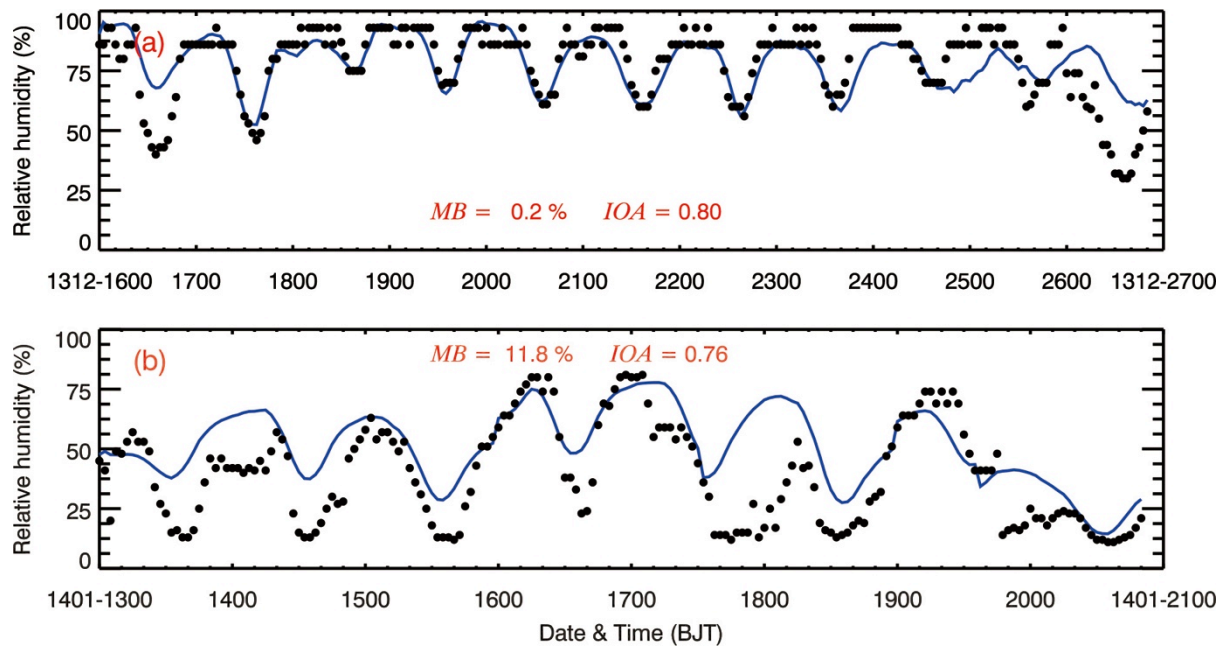 100
(a)
75
50
25
0
Relative humidity (%)
MB = 0.2 % IOA = 0.80
1312-1600 1700 1800 1900 2000 2100 2200 2300 2400 2500 2600 1312-2700
100
(b)
MB = 11.8 % IOA = 0.76
75
50
25
0
Relative humidity (%)
1401-1300 1400 1500 1600 1700 1800 1900 2000 1401-2100
Date & Time (BJT)